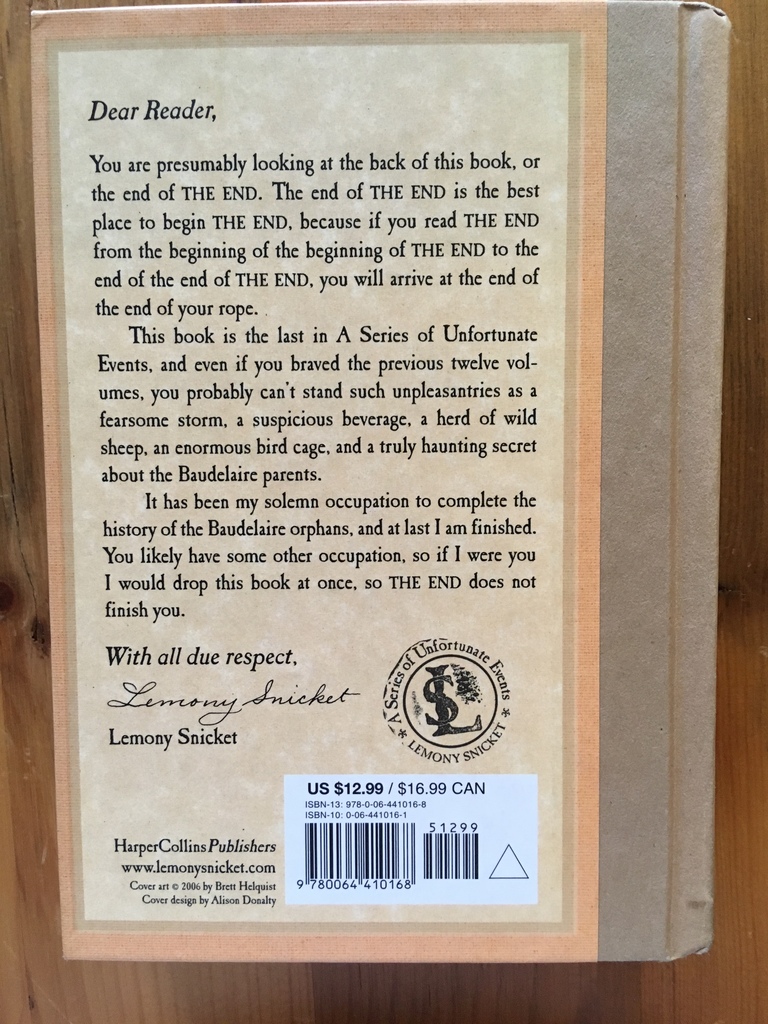 Dear Reader,
You are presumably looking at the back of this book, or
the end of THE END. The end of THE END is the best
place to begin THE END, because if you read THE END
from the beginning of the beginning of THE END to the
end of the end of THE END, you will arrive at the end of
the end of your rope.
This book is the last in A Series of Unfortunate
Events, and even if you braved the previous twelve vol-
umes, you probably can't stand such unpleasantries as a
fearsome storm, a suspicious beverage, a herd of wild
sheep, an enormous bird cage, and a truly haunting secret
about the Baudelaire parents.
It has been my solemn occupation to complete the
history of the Baudelaire orphans, and at last I am finished.
You likely have some other occupation, so if I were you
I would drop this book at once, so THE END does not
finish you.
With all due respect,
Lemony Snicket
Lemony Snicket
* A Series of Unfortunate Events *
LS
LEMONY SNICKET
US $12.99 / $16.99 CAN
ISBN-13: 978-0-06-441016-8
ISBN-10: 0-06-441016-1
51299
9 780064 410168
HarperCollinsPublishers
www.lemonysnicket.com
Cover art © 2006 by Brett Helquist
Cover design by Alison Donalty